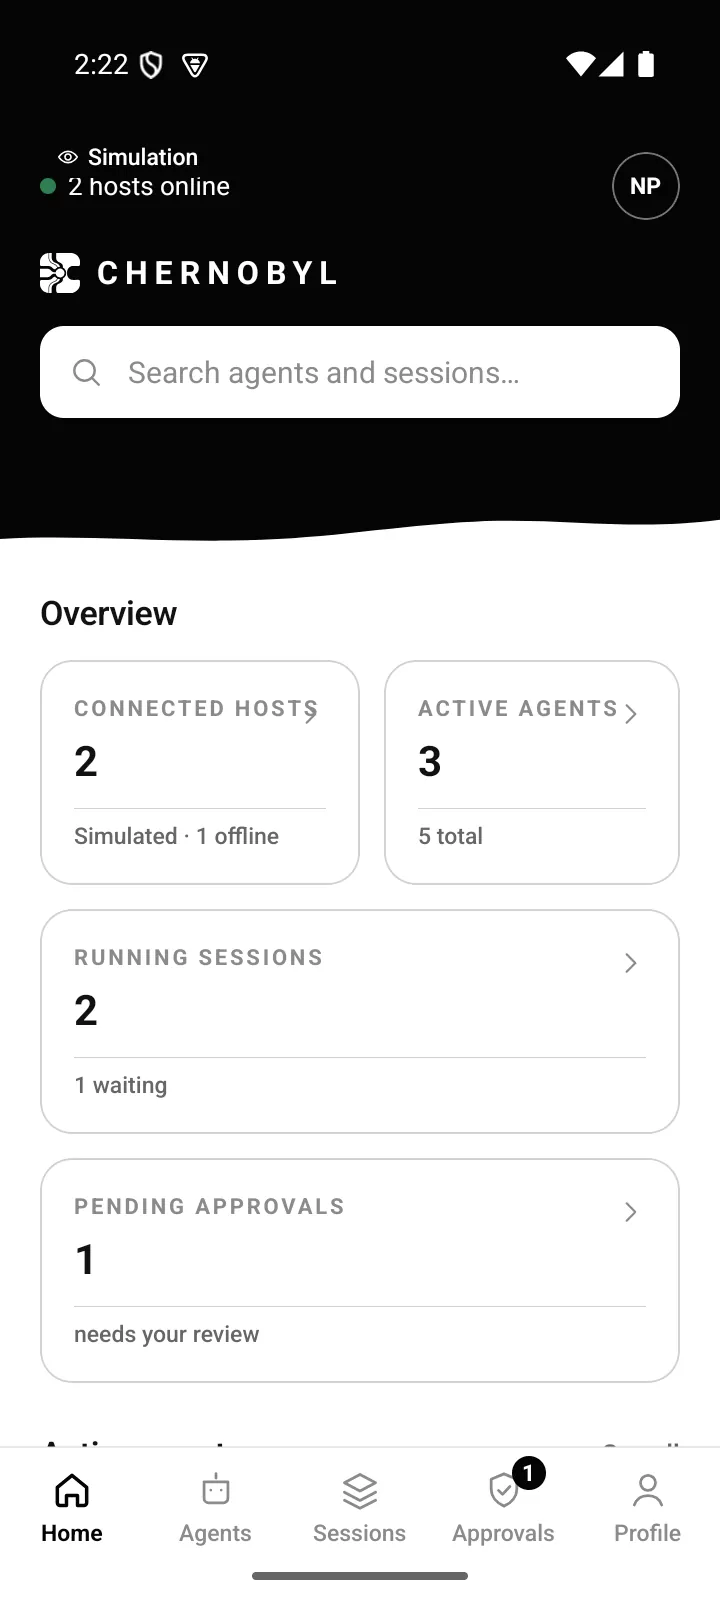 2:22
Simulation
2 hosts online
NP
CHERNOBYL
Search agents and sessions...
Overview
CONNECTED HOSTS
2
Simulated · 1 offline
ACTIVE AGENTS
3
5 total
RUNNING SESSIONS
2
1 waiting
PENDING APPROVALS
1
needs your review
1
Home
Agents
Sessions
Approvals
Profile